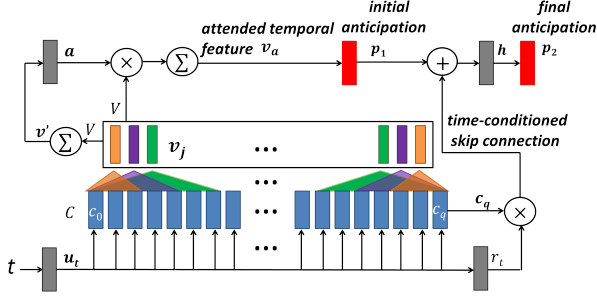 initial
anticipation
final
anticipation
attended temporal
feature v_a
p_1
p_2
a
×
∑
+
h
V
V
v'
∑
v_j
...
time-conditioned
skip connection
...
C
c_0
...
c_q
c_q
×
...
t
u_t
r_t